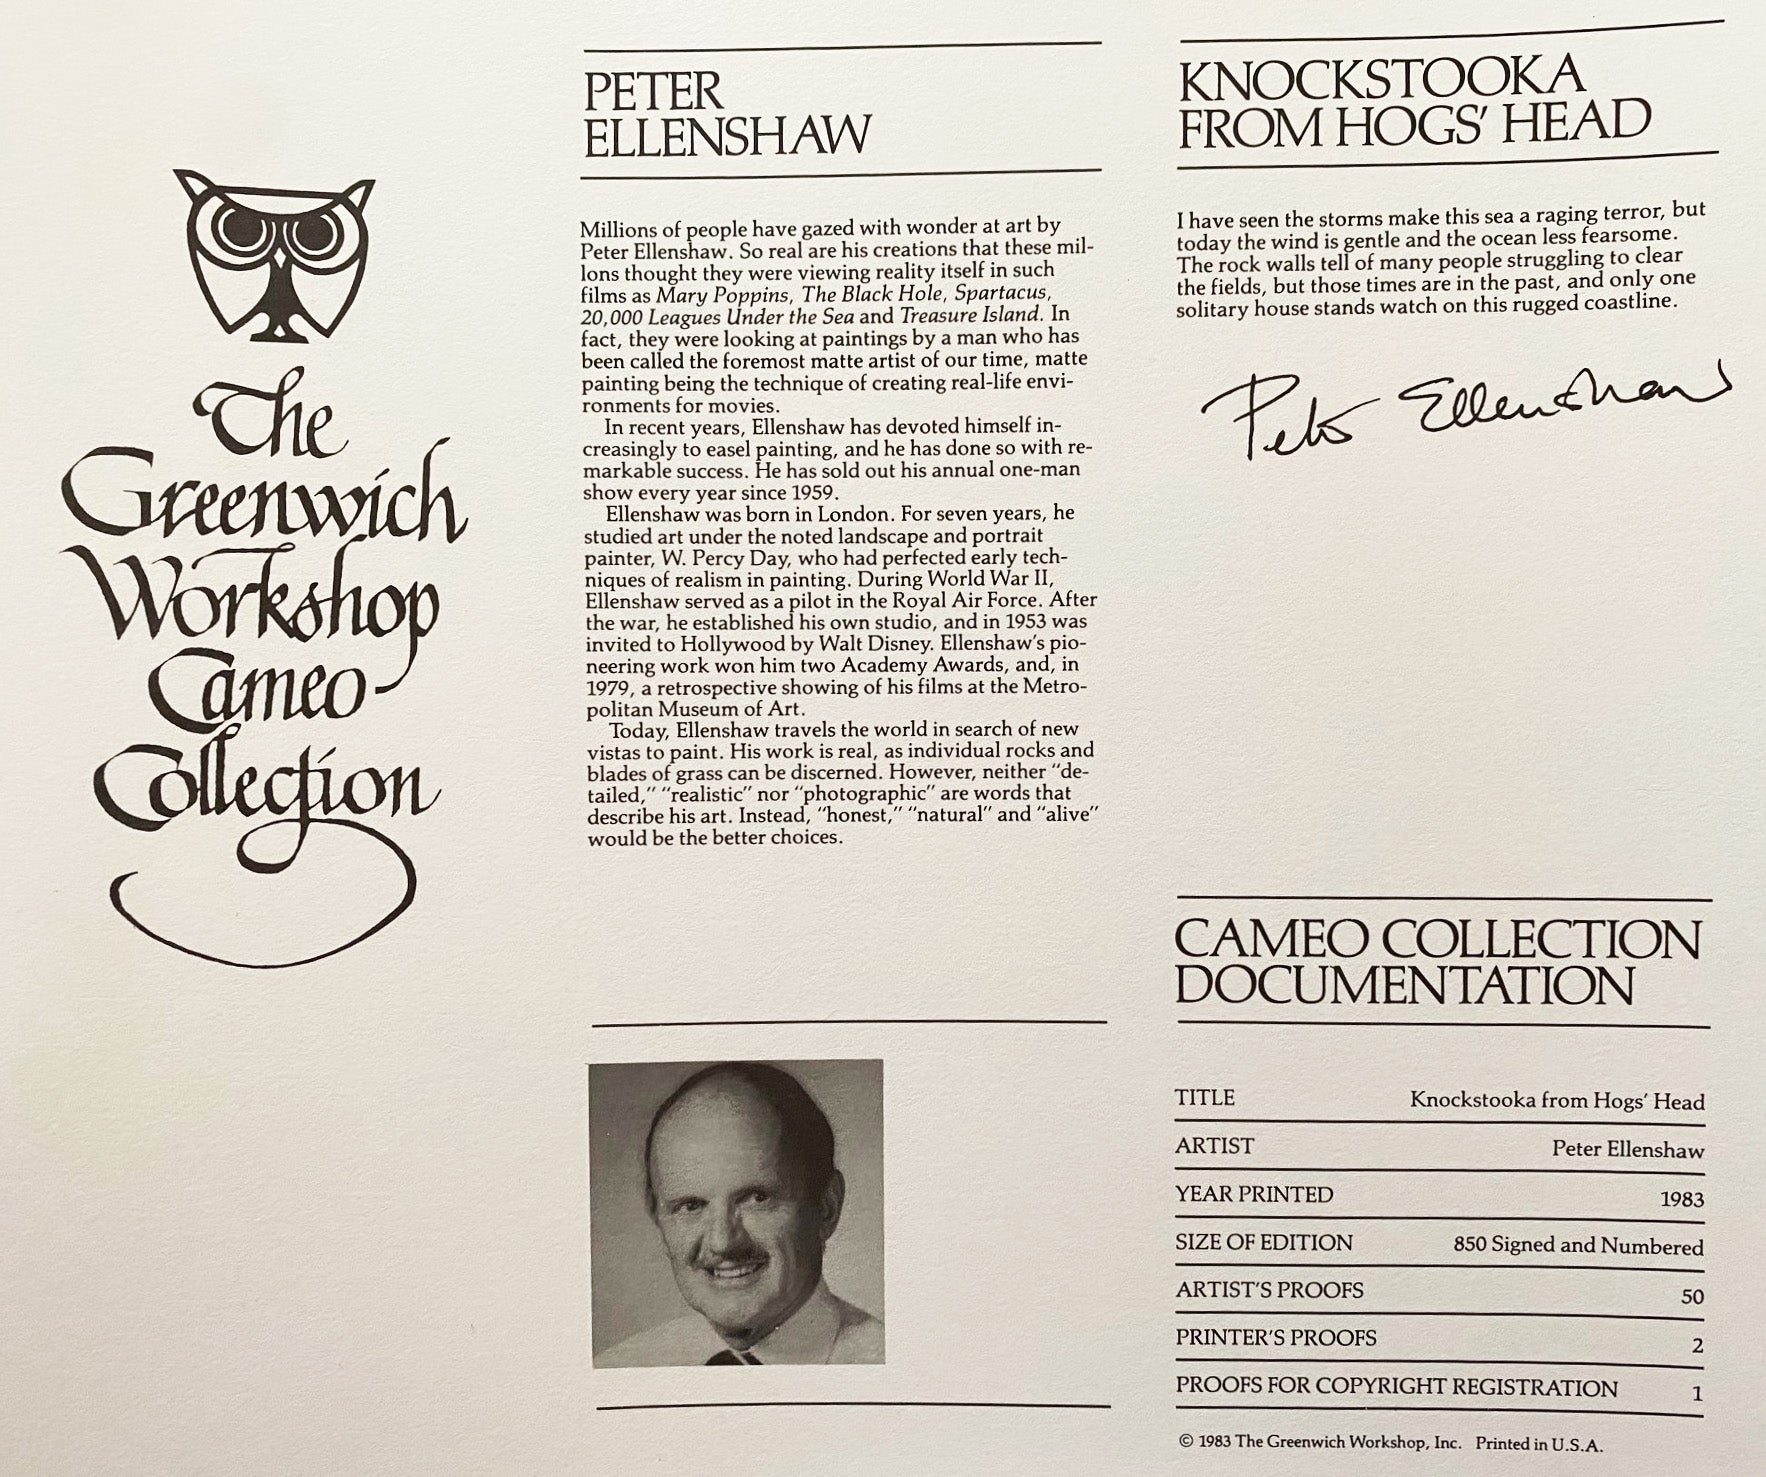 The
Greenwich
Workshop
Cameo
Collection
PETER
ELLENSHAW
Millions of people have gazed with wonder at art by
Peter Ellenshaw. So real are his creations that these mil-
lons thought they were viewing reality itself in such
films as Mary Poppins, The Black Hole, Spartacus,
20,000 Leagues Under the Sea and Treasure Island. In
fact, they were looking at paintings by a man who has
been called the foremost matte artist of our time, matte
painting being the technique of creating real-life envi-
ronments for movies.
In recent years, Ellenshaw has devoted himself in-
creasingly to easel painting, and he has done so with re-
markable success. He has sold out his annual one-man
show every year since 1959.
Ellenshaw was born in London. For seven years, he
studied art under the noted landscape and portrait
painter, W. Percy Day, who had perfected early tech-
niques of realism in painting. During World War II,
Ellenshaw served as a pilot in the Royal Air Force. After
the war, he established his own studio, and in 1953 was
invited to Hollywood by Walt Disney. Ellenshaw's pio-
neering work won him two Academy Awards, and, in
1979, a retrospective showing of his films at the Metro-
politan Museum of Art.
Today, Ellenshaw travels the world in search of new
vistas to paint. His work is real, as individual rocks and
blades of grass can be discerned. However, neither "de-
tailed," "realistic" nor "photographic" are words that
describe his art. Instead, "honest," "natural" and "alive"
would be the better choices.
KNOCKSTOOKA
FROM HOGS' HEAD
I have seen the storms make this sea a raging terror, but
today the wind is gentle and the ocean less fearsome.
The rock walls tell of many people struggling to clear
the fields, but those times are in the past, and only one
solitary house stands watch on this rugged coastline.
Peter Ellenshaw
CAMEO COLLECTION
DOCUMENTATION
TITLE Knockstooka from Hogs' Head
ARTIST Peter Ellenshaw
YEAR PRINTED 1983
SIZE OF EDITION 850 Signed and Numbered
ARTIST'S PROOFS 50
PRINTER'S PROOFS 2
PROOFS FOR COPYRIGHT REGISTRATION 1
© 1983 The Greenwich Workshop, Inc. Printed in U.S.A.